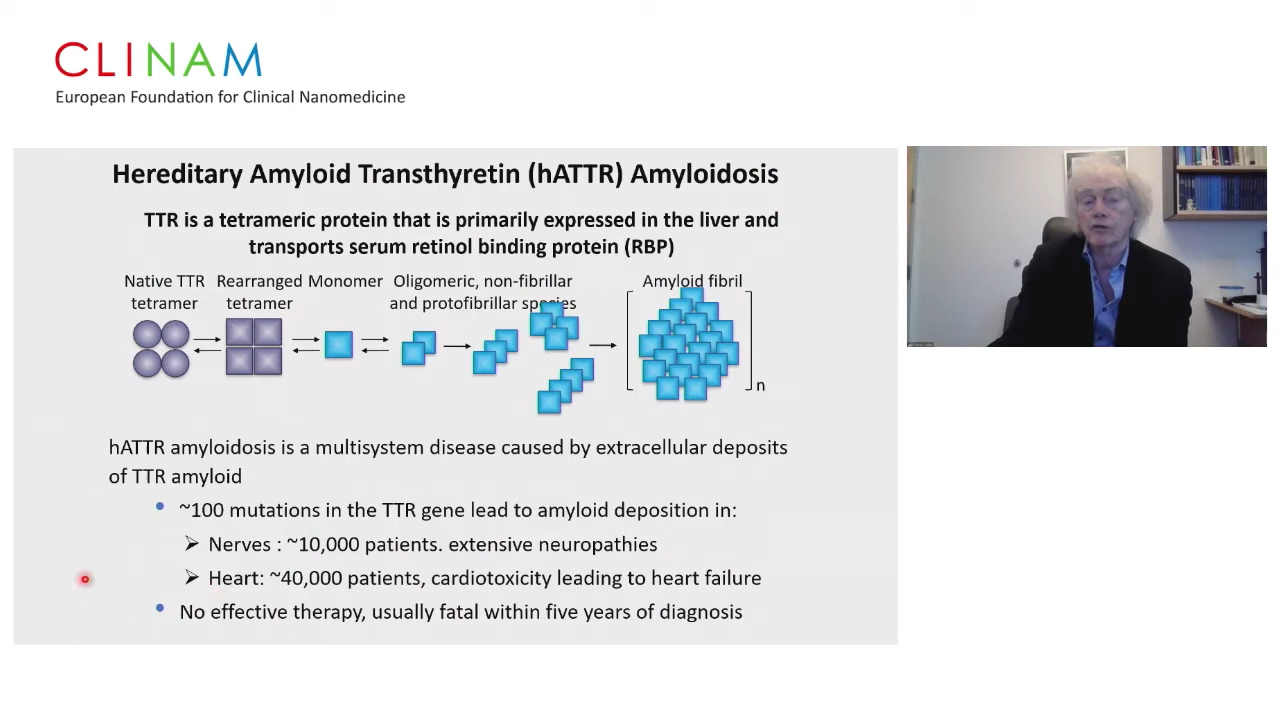 CLINAM
European Foundation for Clinical Nanomedicine
Hereditary Amyloid Transthyretin (hATTR) Amyloidosis
TTR is a tetrameric protein that is primarily expressed in the liver and
transports serum retinol binding protein (RBP)
Native TTR
tetramer
Rearranged
tetramer
Monomer
Oligomeric, non-fibrillar
and protofibrillar species
Amyloid fibril
n
hATTR amyloidosis is a multisystem disease caused by extracellular deposits
of TTR amyloid
• ~100 mutations in the TTR gene lead to amyloid deposition in:
➢ Nerves : ~10,000 patients. extensive neuropathies
➢ Heart: ~40,000 patients, cardiotoxicity leading to heart failure
• No effective therapy, usually fatal within five years of diagnosis